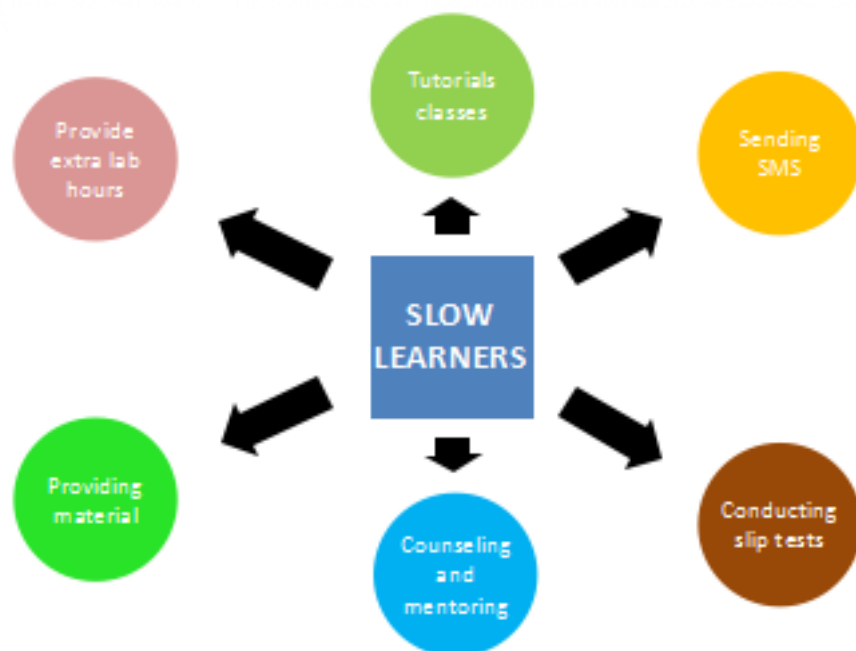 Tutorials
classes
Provide
extra lab
hours
Sending
SMS
SLOW
LEARNERS
Providing
material
Counseling
and
mentoring
Conducting
slip tests